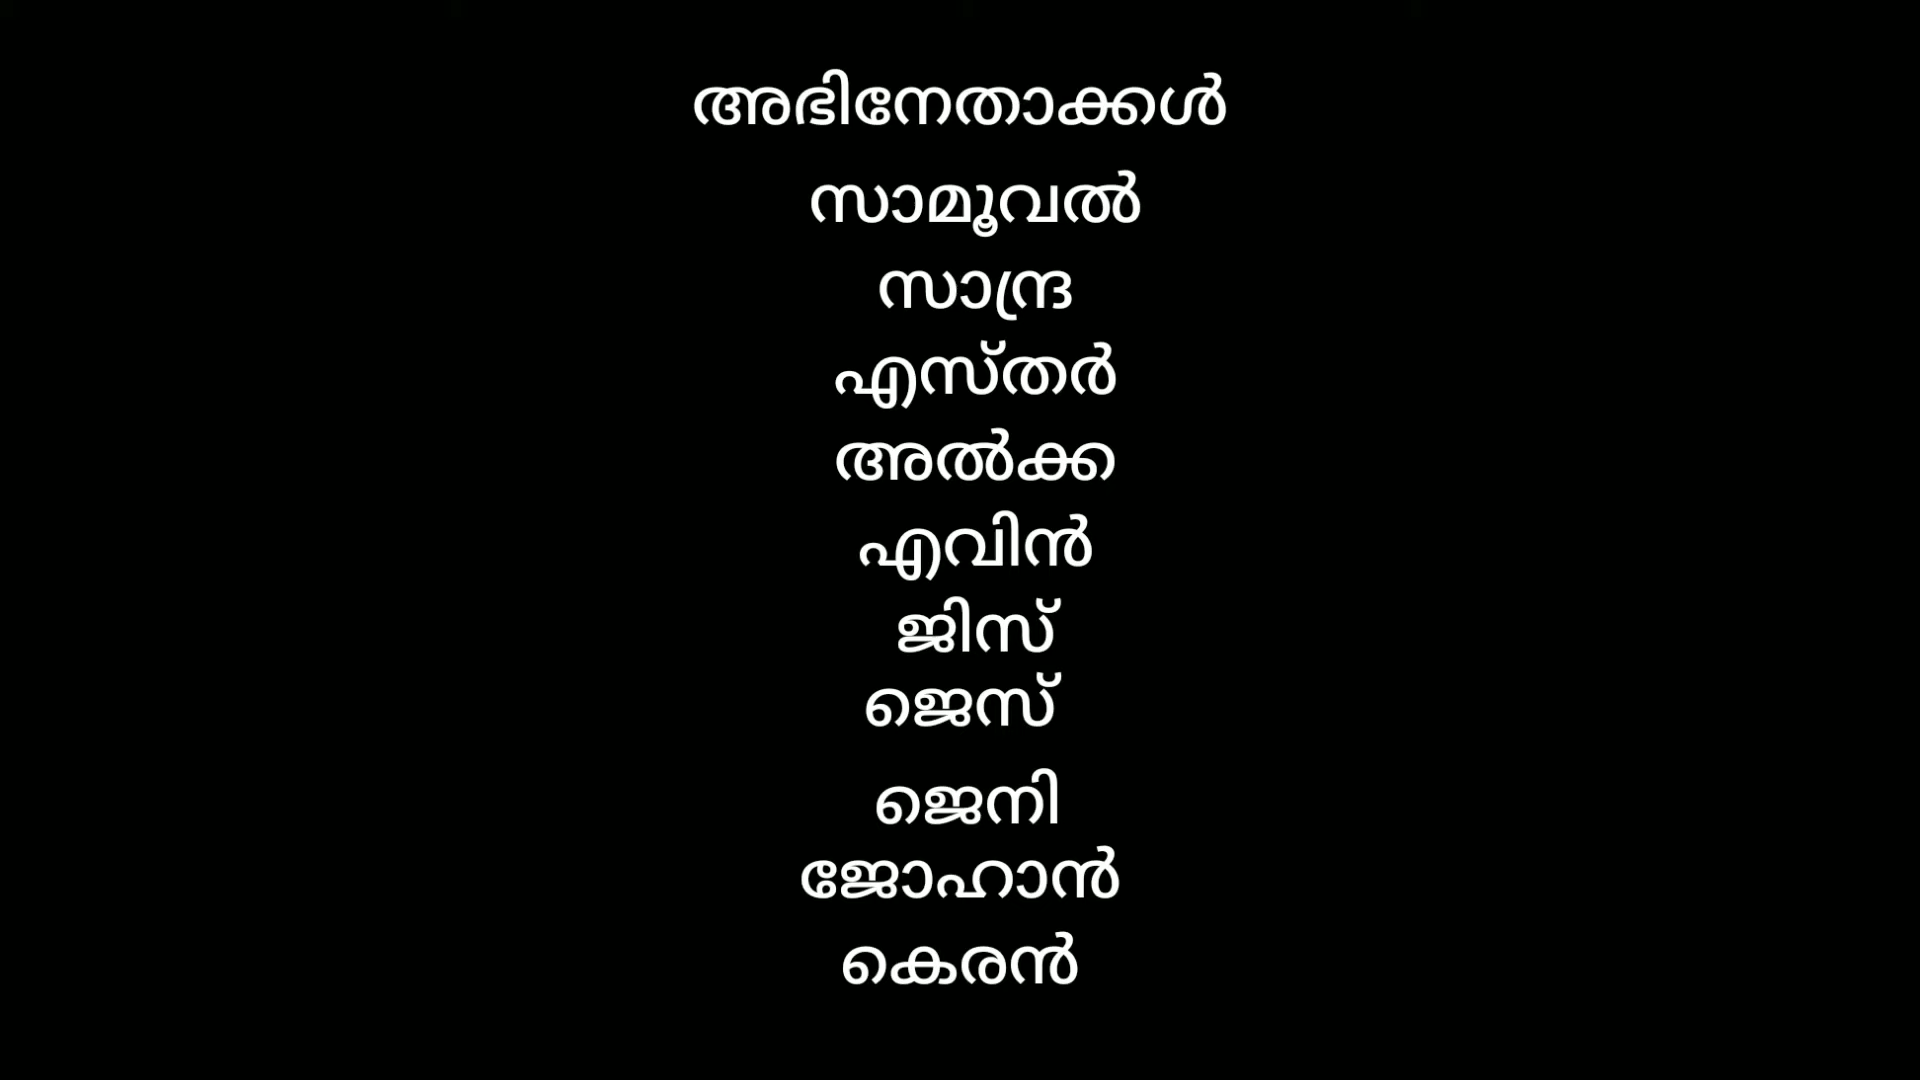 അഭിനേതാക്കൾ
സാമൂവൽ
സാന്ദ്ര
എസ്തർ
അൽക്ക
എവിൻ
ജിസ്
ജെസ്
ജെനി
ജോഹാൻ
കെരൻ